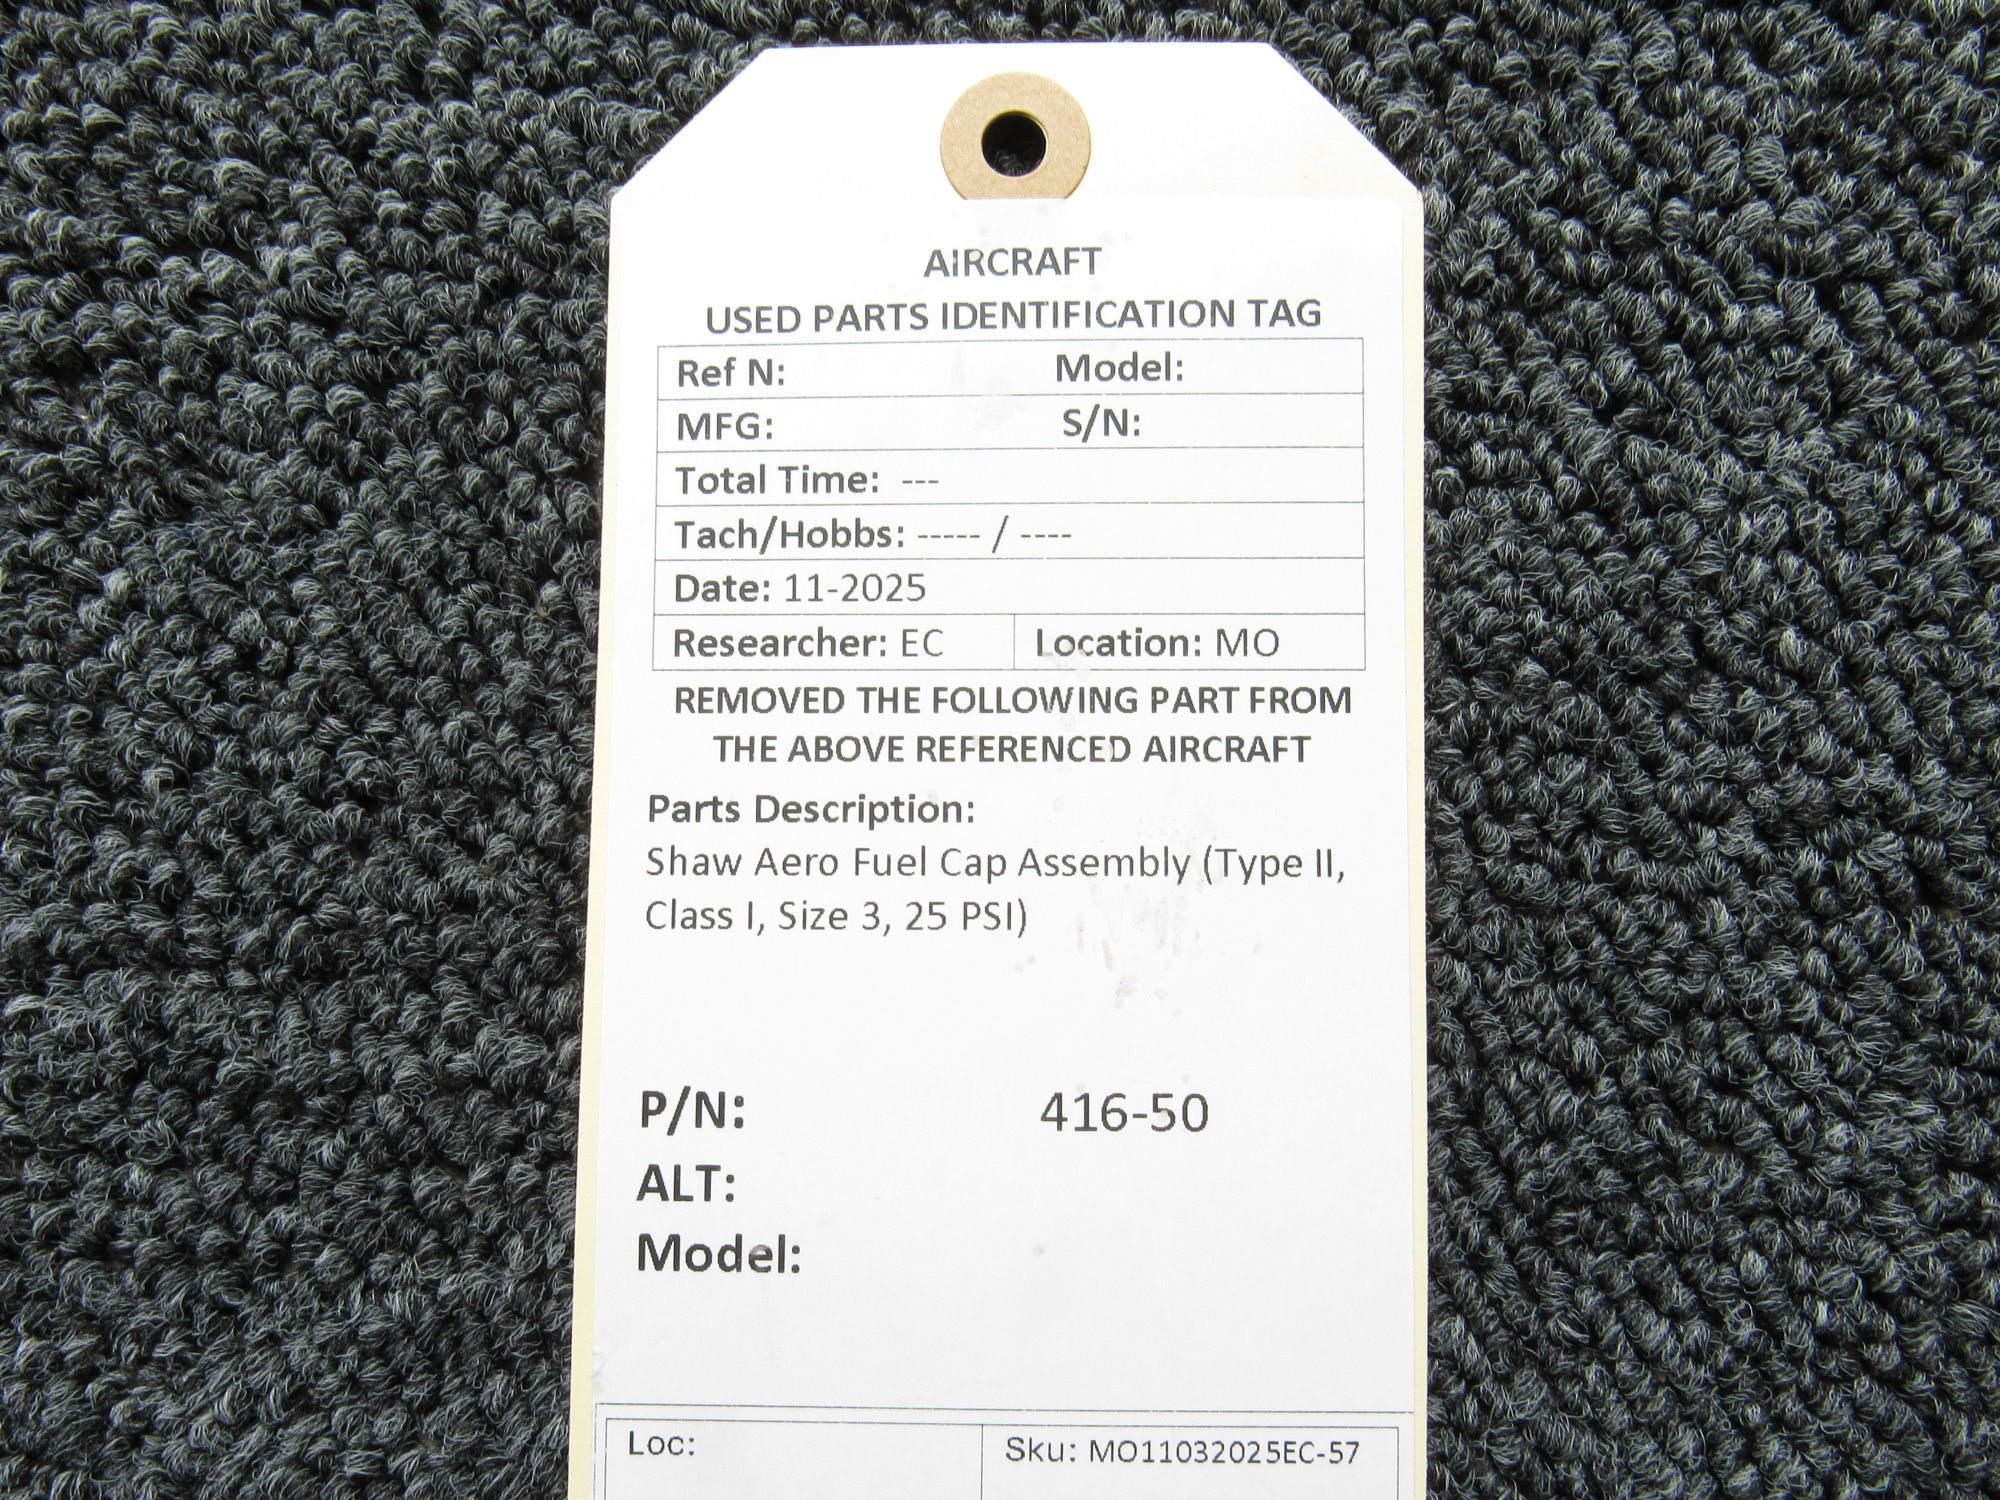 AIRCRAFT
USED PARTS IDENTIFICATION TAG
Ref N: Model:
MFG: S/N:
Total Time: ---
Tach/Hobbs: ----- / ----
Date: 11-2025
Researcher: EC Location: MO
REMOVED THE FOLLOWING PART FROM
THE ABOVE REFERENCED AIRCRAFT
Parts Description:
Shaw Aero Fuel Cap Assembly (Type II,
Class I, Size 3, 25 PSI)
P/N: 416-50
ALT:
Model:
Loc: Sku: MO11032025EC-57